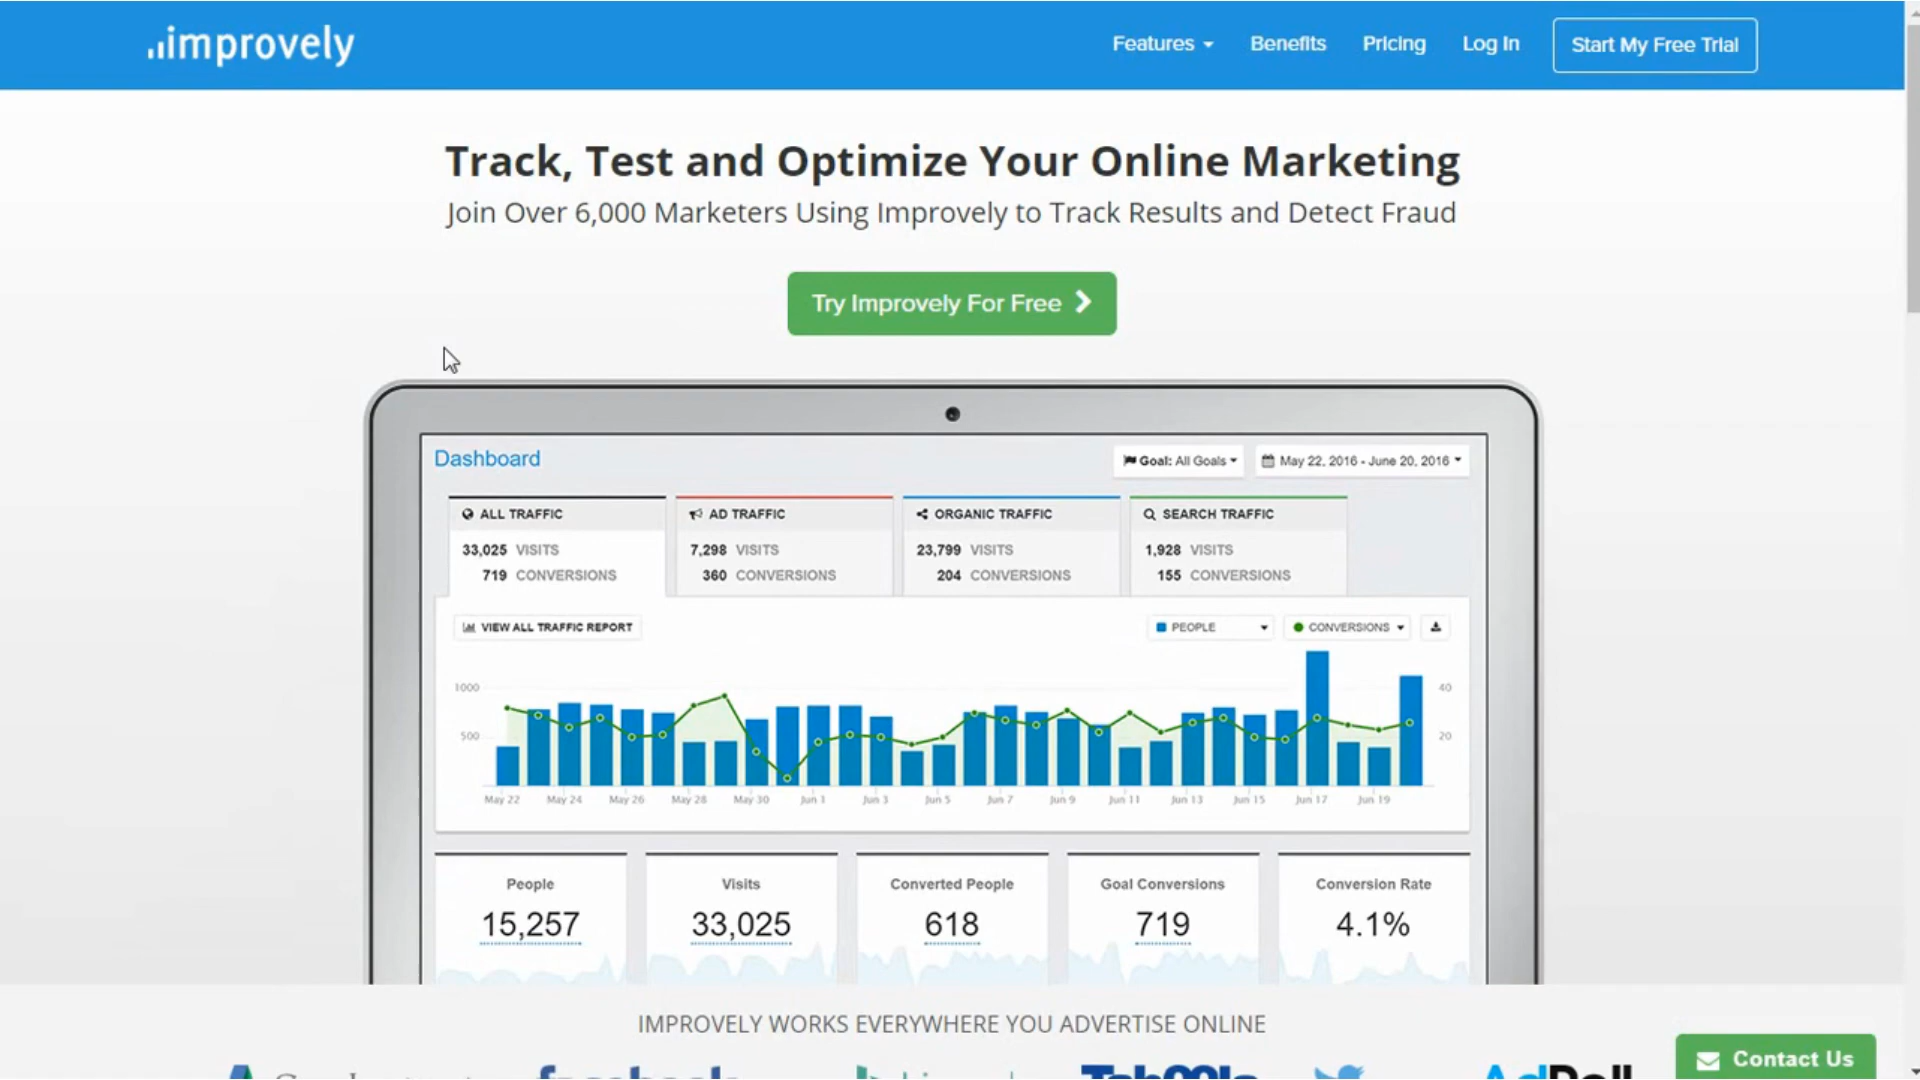 improvely
Features
Benefits
Pricing
Log In
Start My Free Trial
Track, Test and Optimize Your Online Marketing
Join Over 6,000 Marketers Using Improvely to Track Results and Detect Fraud
Try Improvely For Free
Dashboard
Goal: All Goals
May 22, 2016 - June 20, 2016
ALL TRAFFIC
33,025 VISITS
719 CONVERSIONS
AD TRAFFIC
7,298 VISITS
360 CONVERSIONS
ORGANIC TRAFFIC
23,799 VISITS
204 CONVERSIONS
SEARCH TRAFFIC
1,928 VISITS
155 CONVERSIONS
VIEW ALL TRAFFIC REPORT
PEOPLE
CONVERSIONS
1000
500
40
20
May 22 May 24 May 26 May 28 May 30 Jun 1 Jun 3 Jun 5 Jun 7 Jun 9 Jun 11 Jun 13 Jun 15 Jun 17 Jun 19
People
15,257
Visits
33,025
Converted People
618
Goal Conversions
719
Conversion Rate
4.1%
IMPROVELY WORKS EVERYWHERE YOU ADVERTISE ONLINE
facebook
Taboola
AdRoll
Contact Us